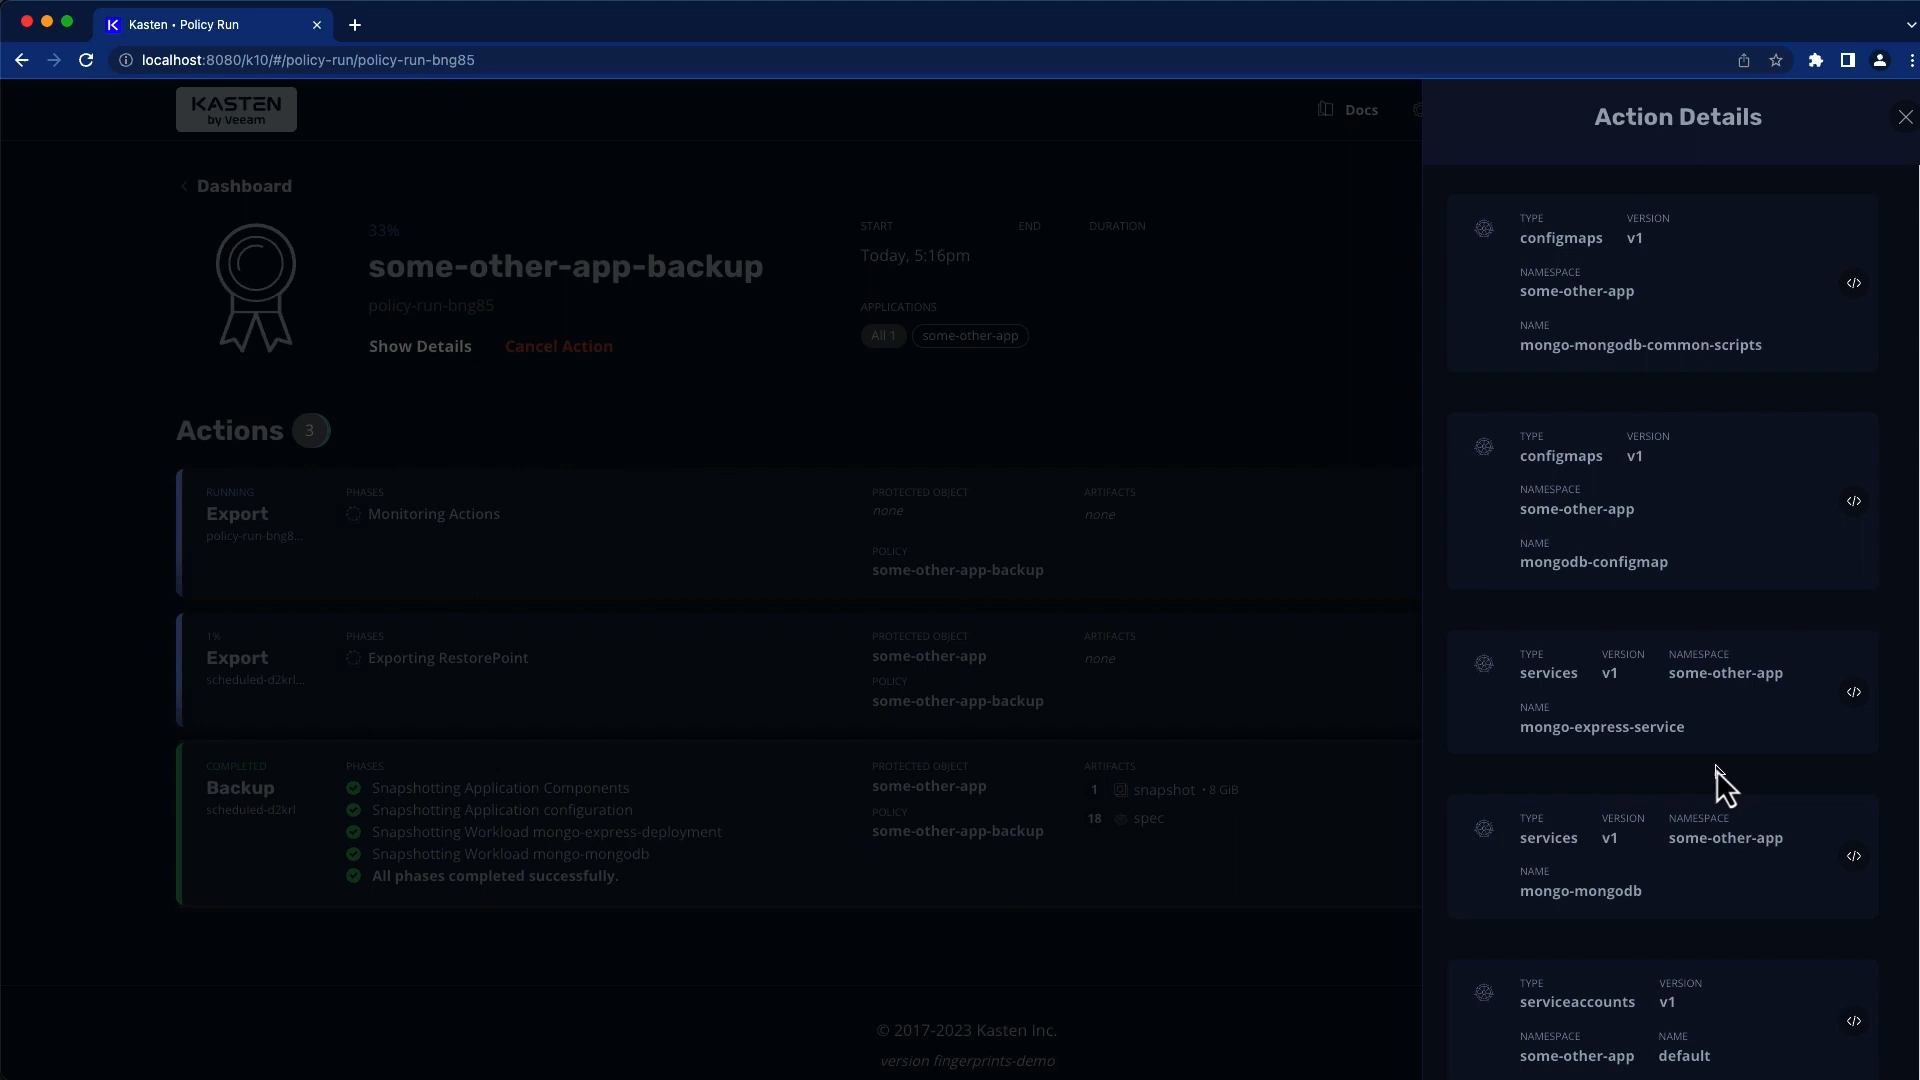 Kasten • Policy Run
localhost:8080/k10/#/policy-run/policy-run-bng85
KASTEN
by Veeam
Docs
Dashboard
33%
some-other-app-backup
policy-run-bng85
Show Details
Cancel Action
START
END
DURATION
Today, 5:16pm
APPLICATIONS
All 1
some-other-app
Actions 3
RUNNING
Export
policy-run-bng8...
PHASES
Monitoring Actions
PROTECTED OBJECT
none
POLICY
some-other-app-backup
ARTIFACTS
none
1%
Export
scheduled-d2krl...
PHASES
Exporting RestorePoint
PROTECTED OBJECT
some-other-app
POLICY
some-other-app-backup
ARTIFACTS
none
COMPLETED
Backup
scheduled-d2krl
PHASES
Snapshotting Application Components
Snapshotting Application configuration
Snapshotting Workload mongo-express-deployment
Snapshotting Workload mongo-mongodb
All phases completed successfully.
PROTECTED OBJECT
some-other-app
POLICY
some-other-app-backup
ARTIFACTS
1 snapshot • 8 GiB
18 spec
© 2017-2023 Kasten Inc.
version fingerprints-demo
Action Details
TYPE VERSION
configmaps v1
NAMESPACE
some-other-app
NAME
mongo-mongodb-common-scripts
</>
TYPE VERSION
configmaps v1
NAMESPACE
some-other-app
NAME
mongodb-configmap
</>
TYPE VERSION NAMESPACE
services v1 some-other-app
NAME
mongo-express-service
</>
TYPE VERSION NAMESPACE
services v1 some-other-app
NAME
mongo-mongodb
</>
TYPE VERSION
serviceaccounts v1
NAMESPACE NAME
some-other-app default
</>